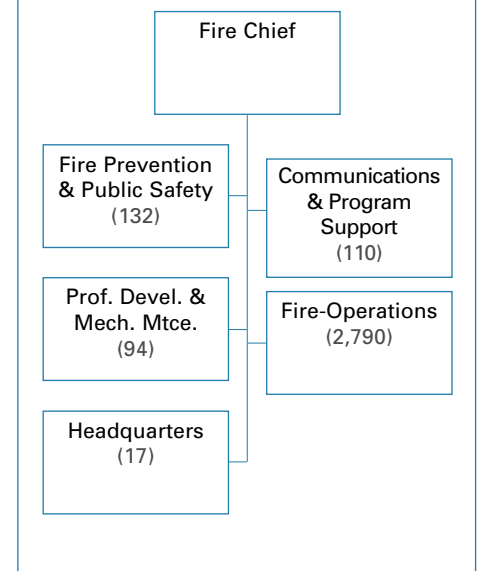 Fire Chief
Fire Prevention
& Public Safety
(132)
Communications
& Program
Support
(110)
Prof. Devel. &
Mech. Mtce.
(94)
Fire-Operations
(2,790)
Headquarters
(17)